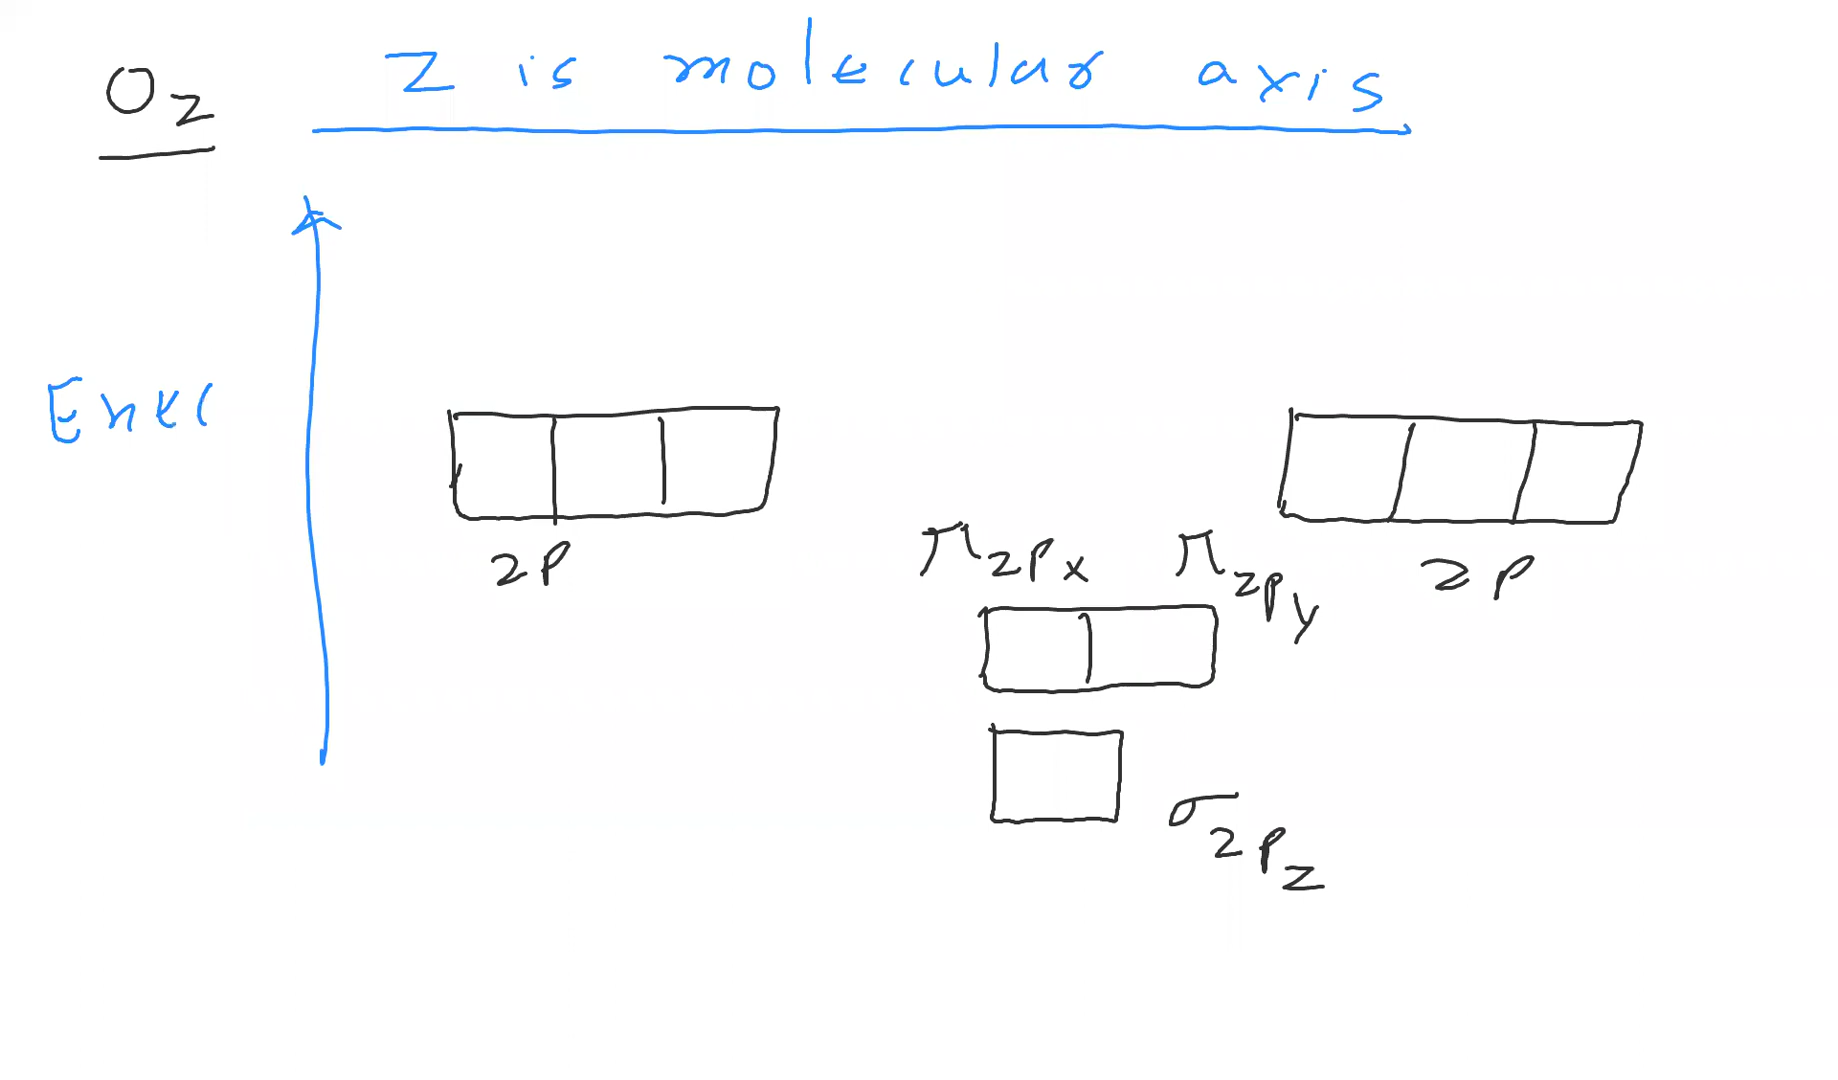 O2
Z is molecular axis
Ener
2P
2P
π2Px
π2Py
σ2Pz